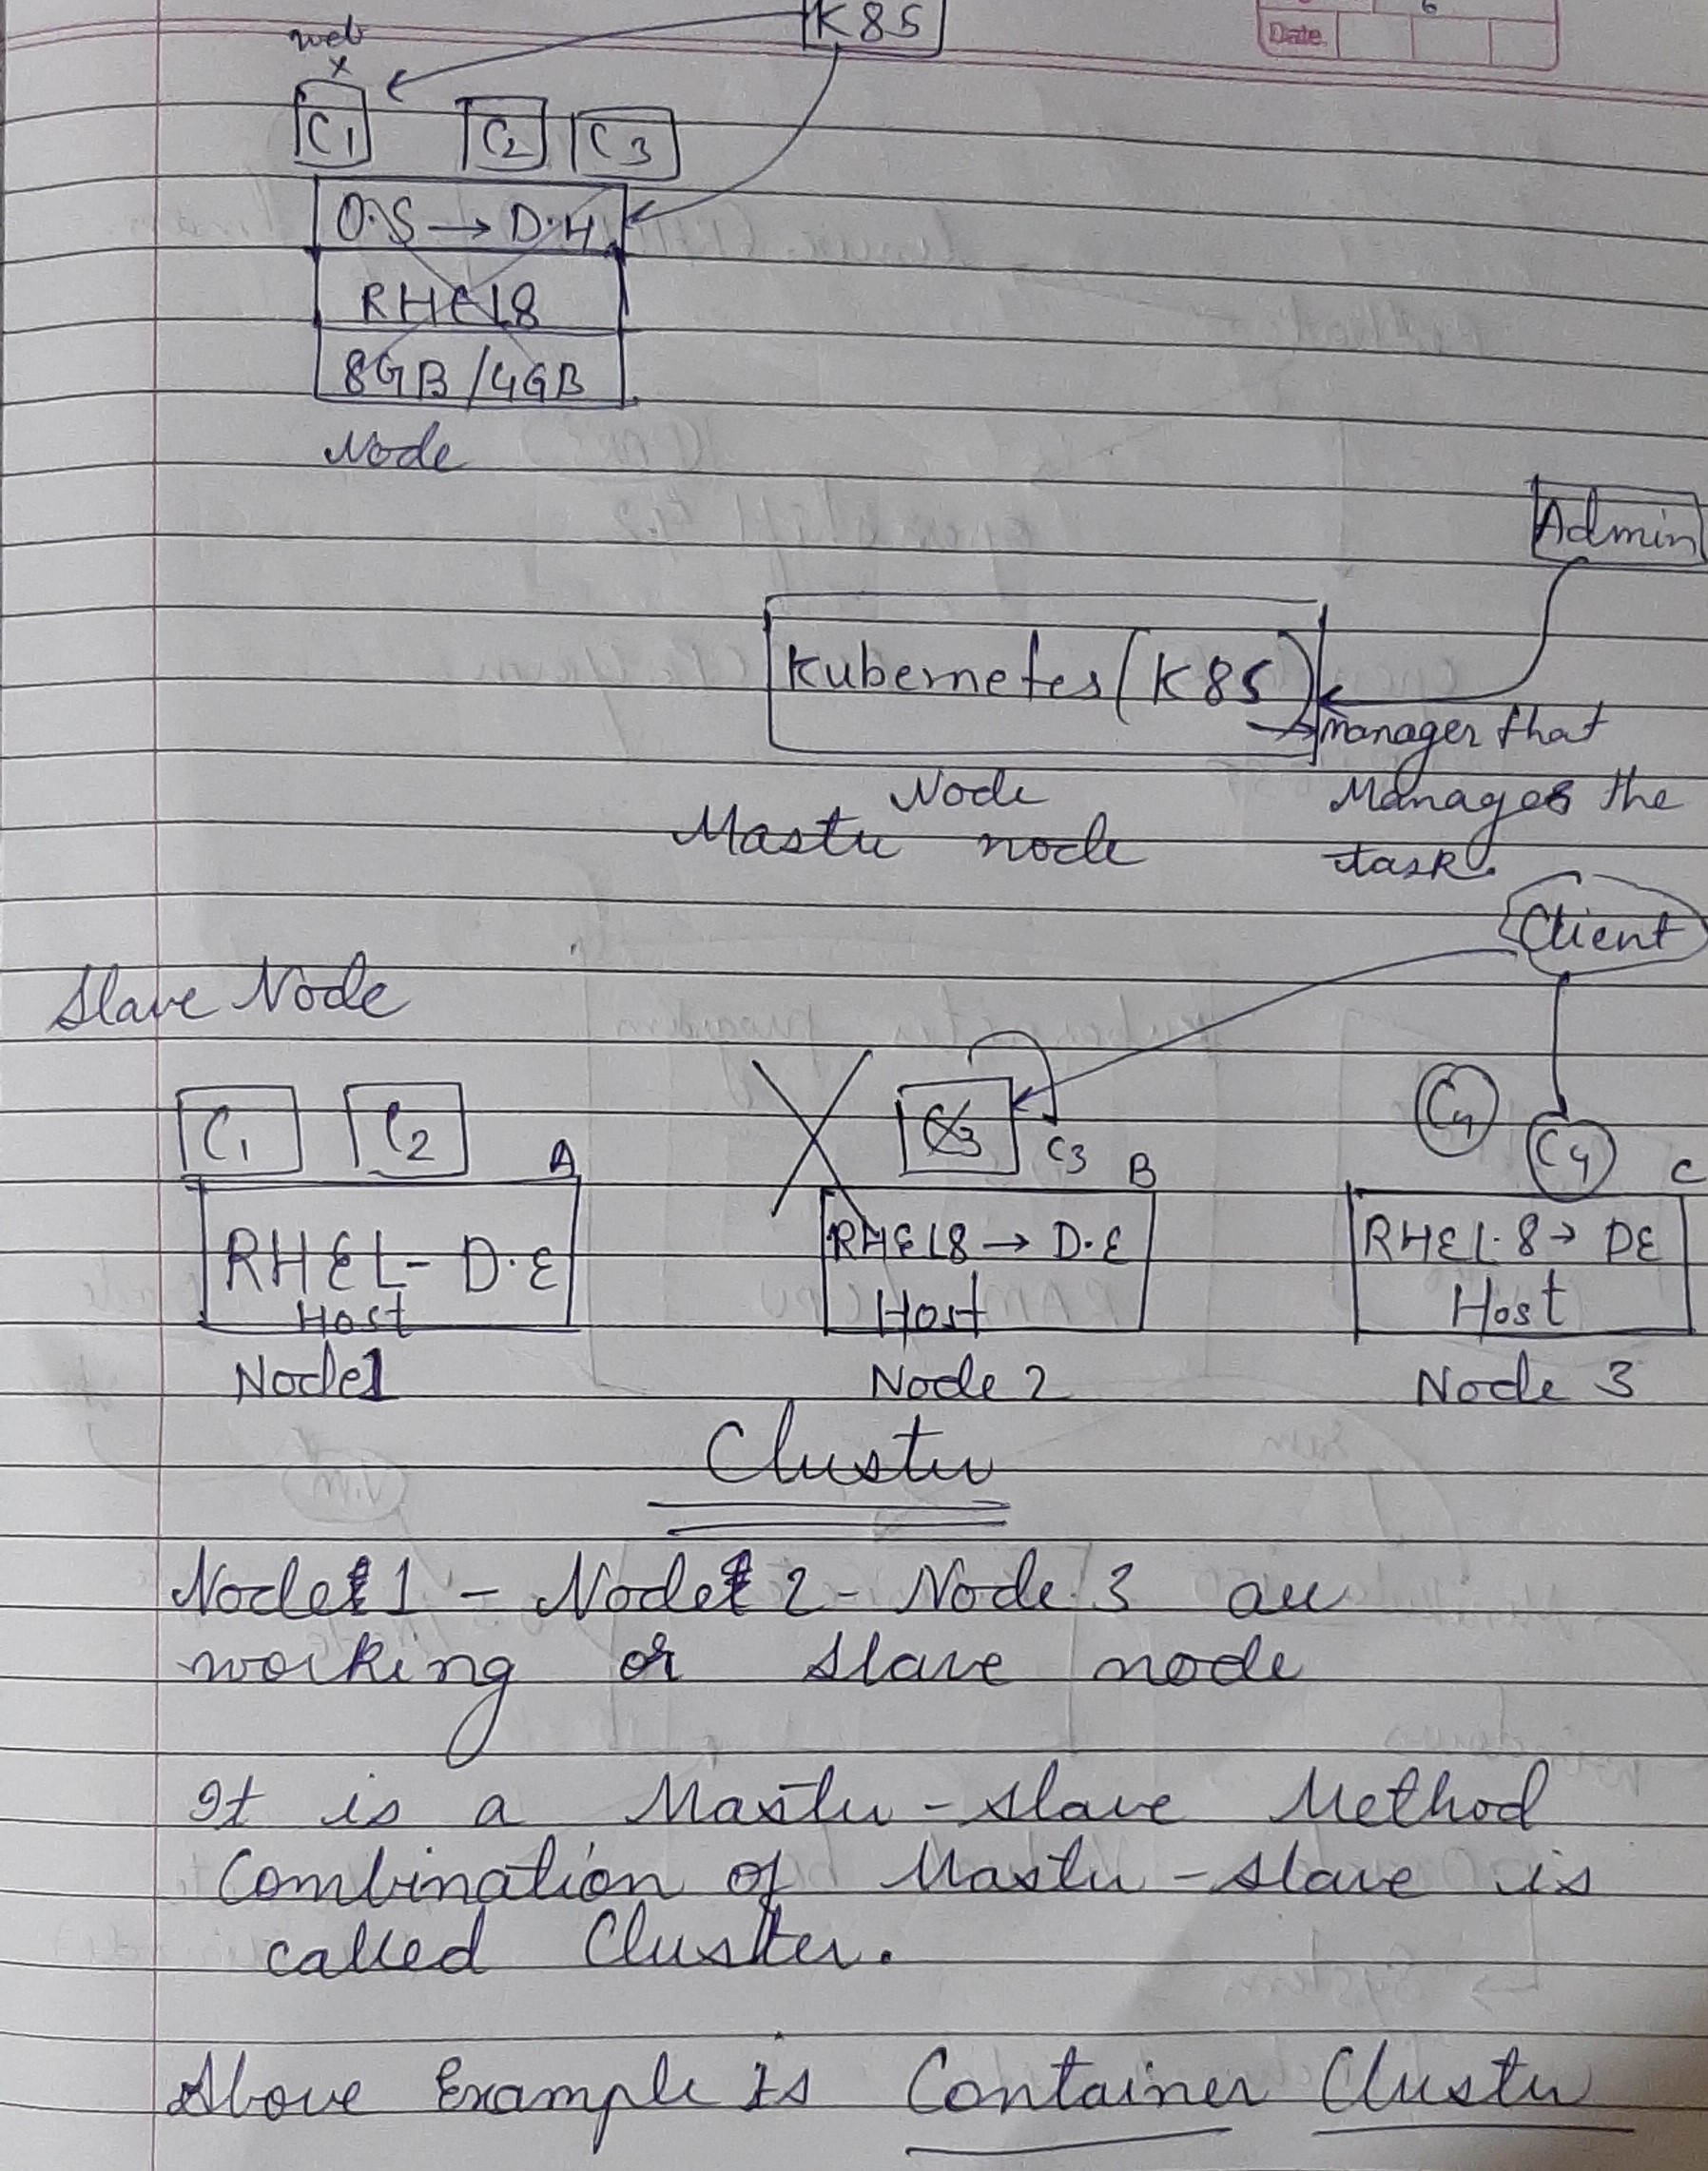 K8S
6
Date.
web
x
C1 C2 C3
O.S → D.H
RHEL8
8GB/4GB
Node
Admin
Kubernetes (K8S)
→ manager that
Node Manages the
Master node task.
Client
Slave Node
C1 C2 C3 C3 C4 C4
A B C
RHEL- D.E RHEL8 → D.E RHEL.8 → DE
Host Host Host
Node1 Node 2 Node 3
Cluster
Node 1 - Node 2 - Node 3 are
working or slave node
It is a Master-slave Method
Combination of Master-slave is
called Cluster.
Above Example is Container Cluster